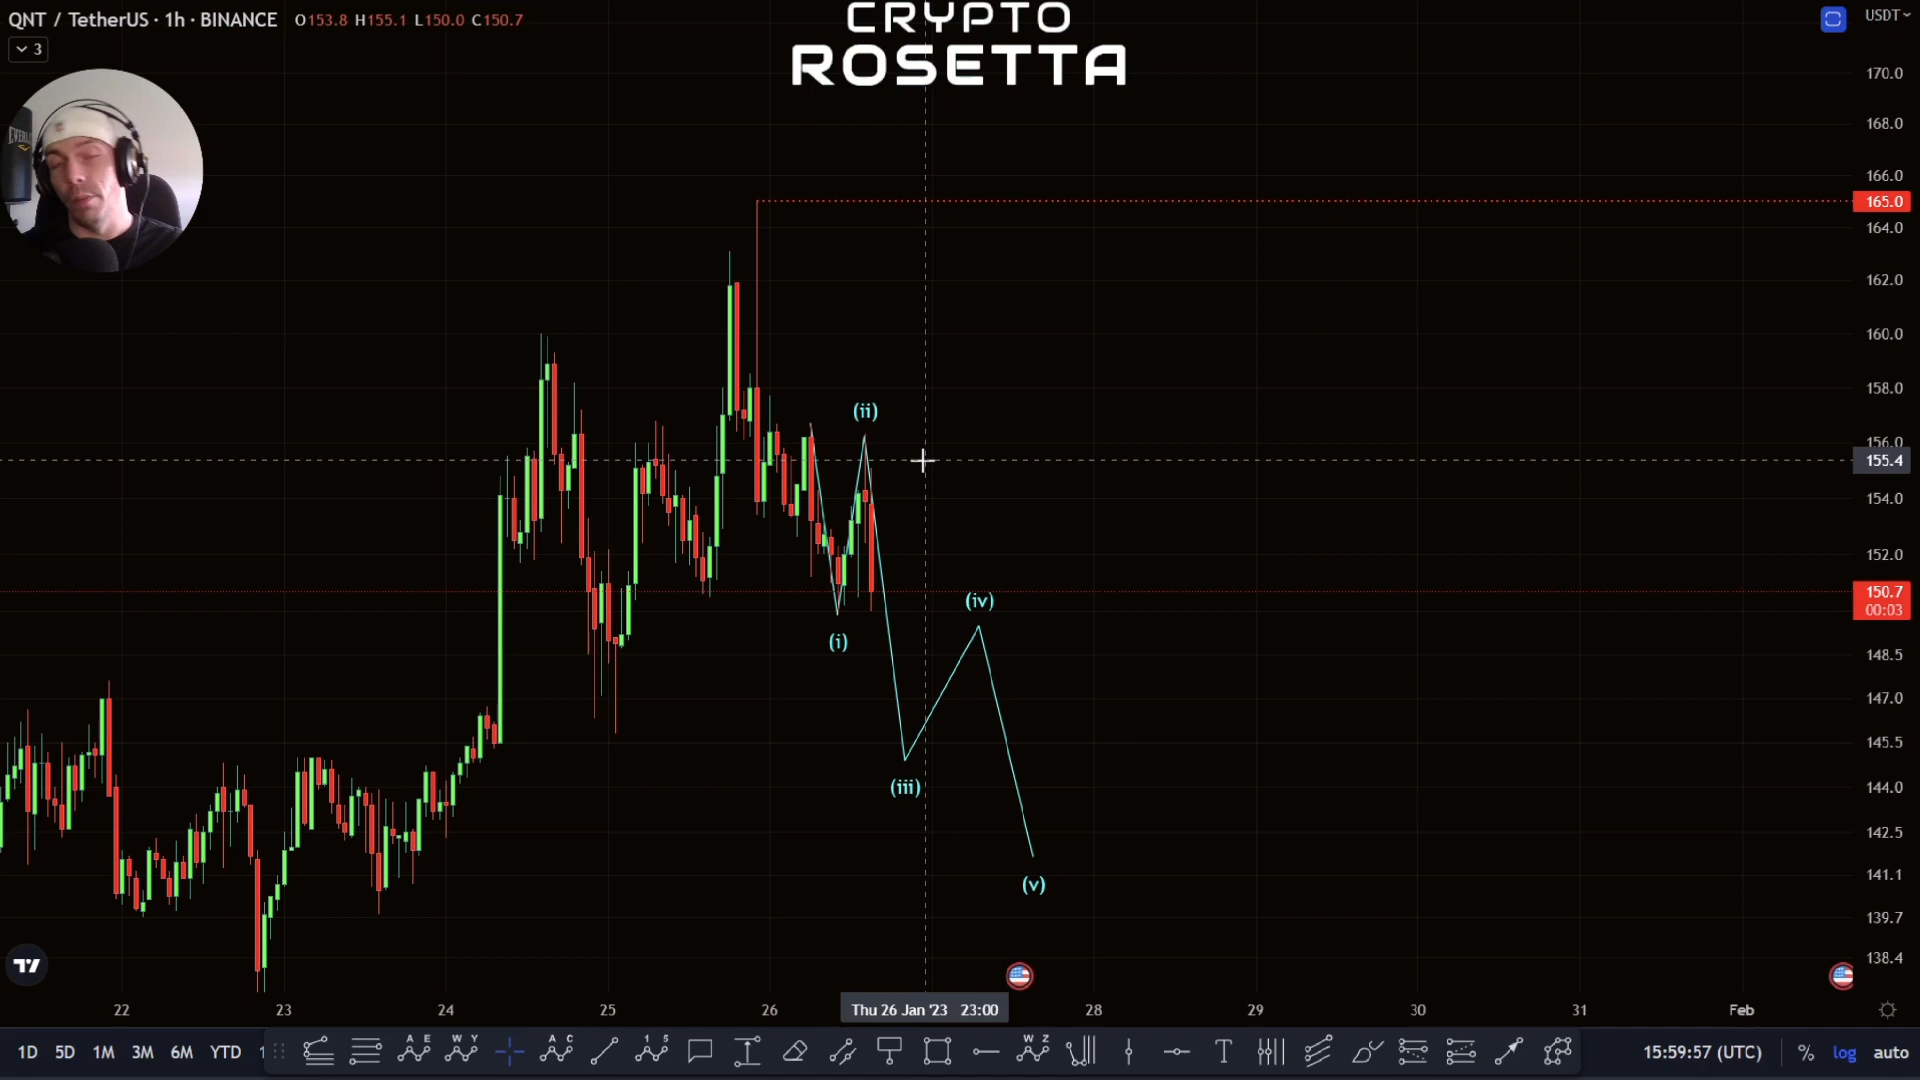 QNT / TetherUS · 1h · BINANCE O153.8 H155.1 L150.0 C150.7
3
CRYPTO
ROSETTA
USDT
170.0
168.0
166.0
165.0
164.0
162.0
160.0
158.0
156.0
155.4
154.0
152.0
150.7
00:03
148.5
147.0
145.5
144.0
142.5
141.1
139.7
138.4
(ii)
(i)
(iv)
(iii)
(v)
22 23 24 25 26 Thu 26 Jan '23 23:00 28 29 30 31 Feb
1D 5D 1M 3M 6M YTD 1 A E W Y A C 1 5 W Z T 15:59:57 (UTC) % log auto